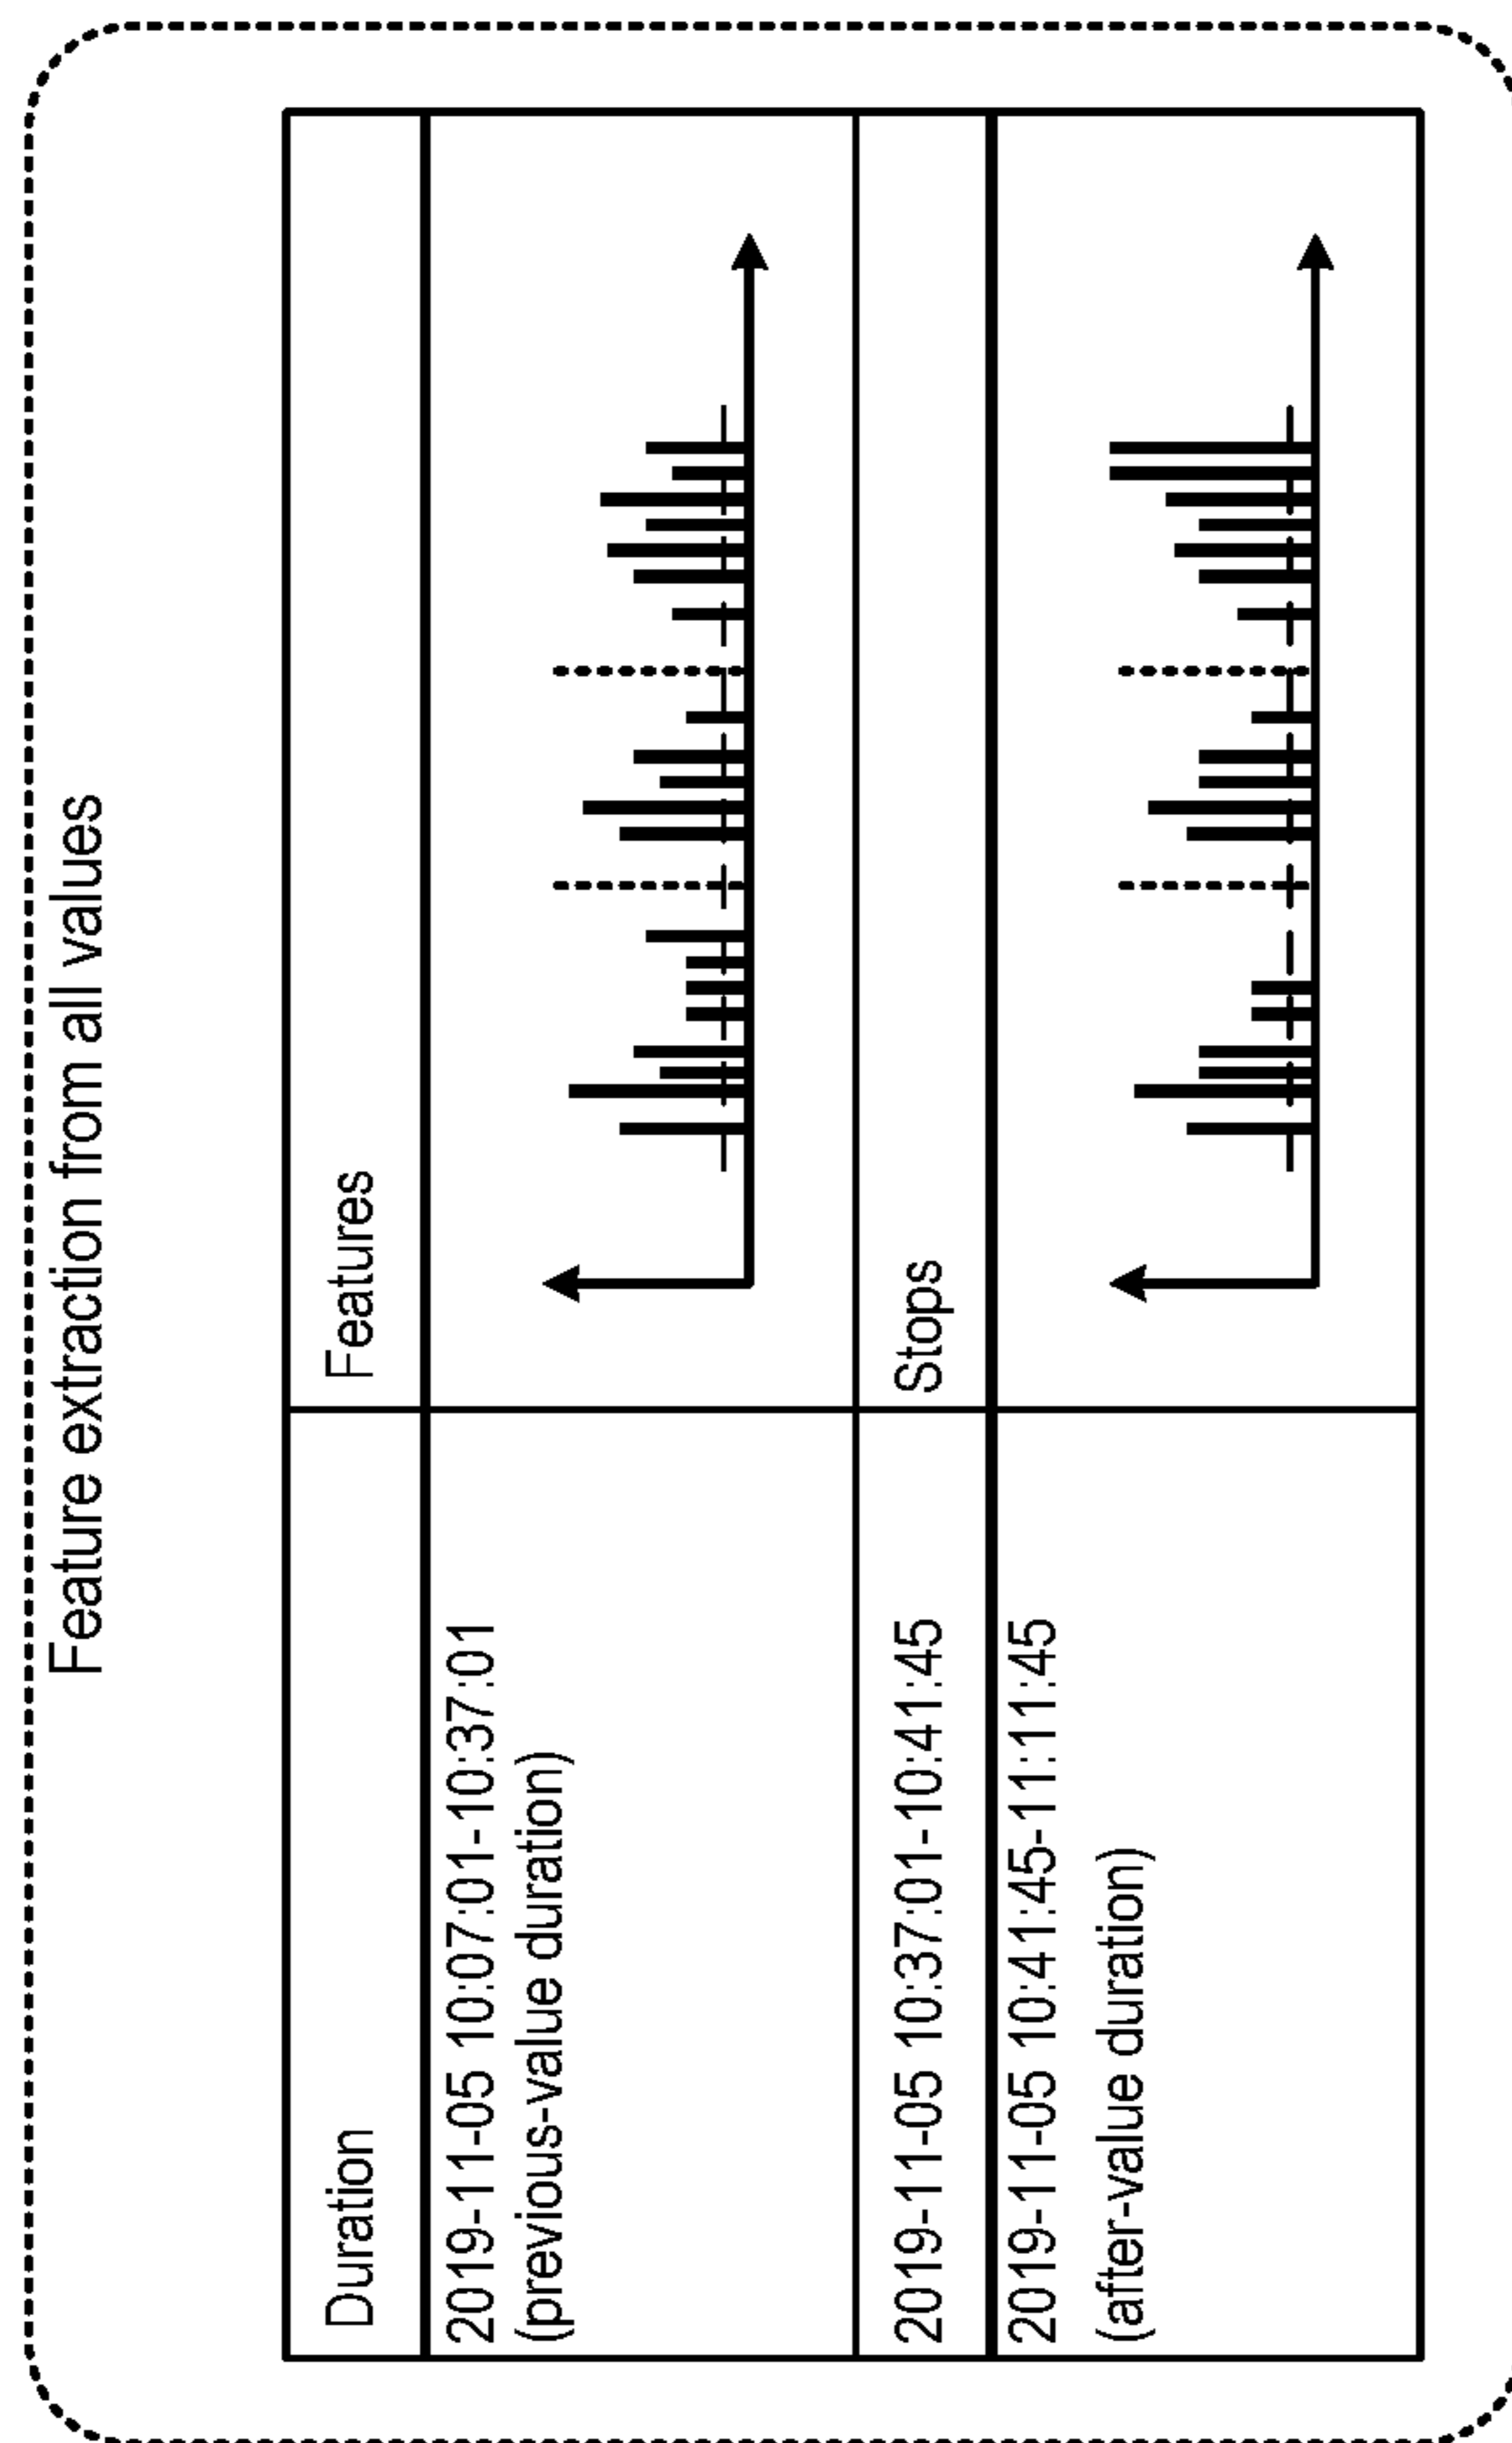 Feature extraction from all values
Duration
Features
2019-11-05 10:07:01-10:37:01
(previous-value duration)
2019-11-05 10:37:01-10:41:45
Stops
2019-11-05 10:41:45-11:11:45
(after-value duration)